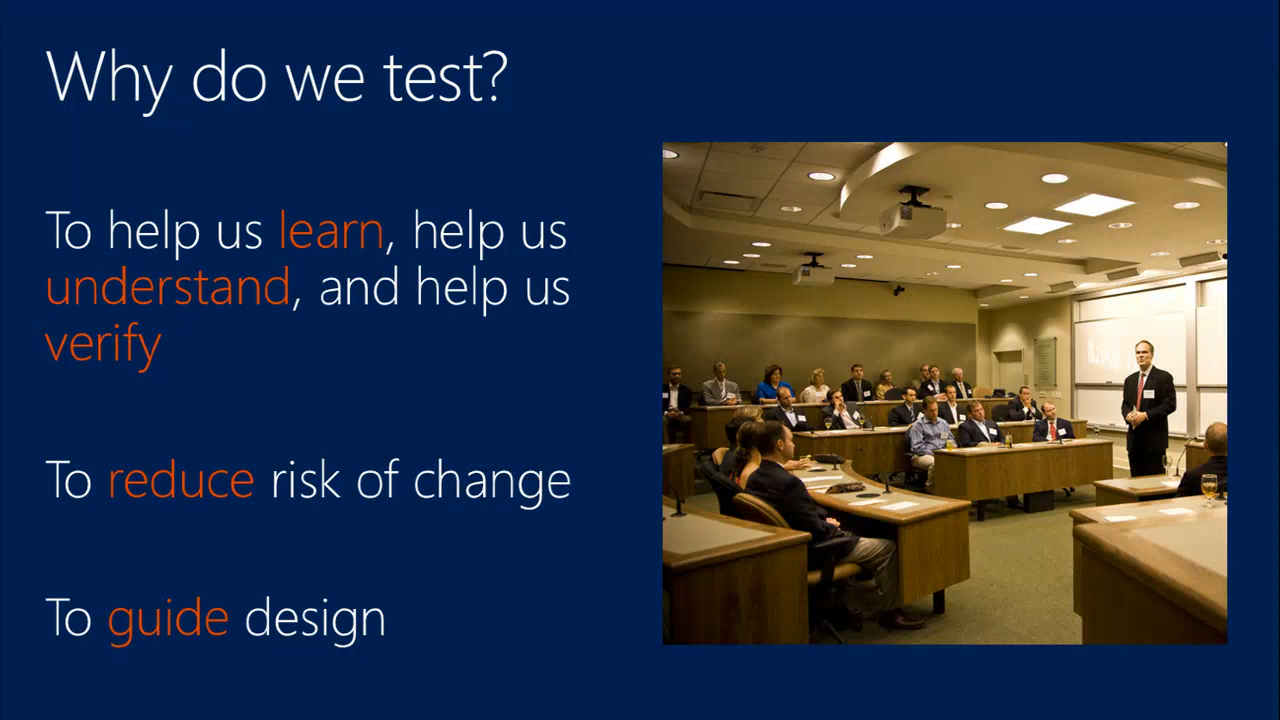 Why do we test?
To help us learn, help us
understand, and help us
verify
To reduce risk of change
To guide design